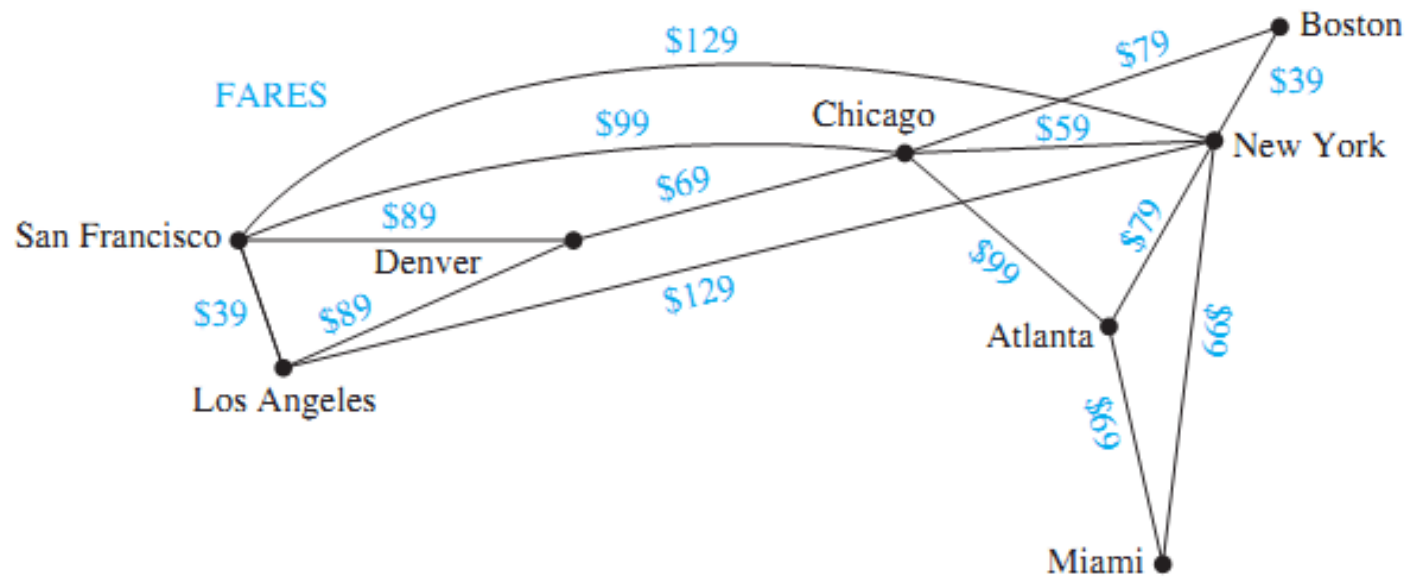 Boston
$129
$79
$39
FARES
Chicago
$99
$59
New York
$69
$89
San Francisco
Denver
$79
$99
$129
$39
$89
Atlanta
$99
Los Angeles
$69
Miami